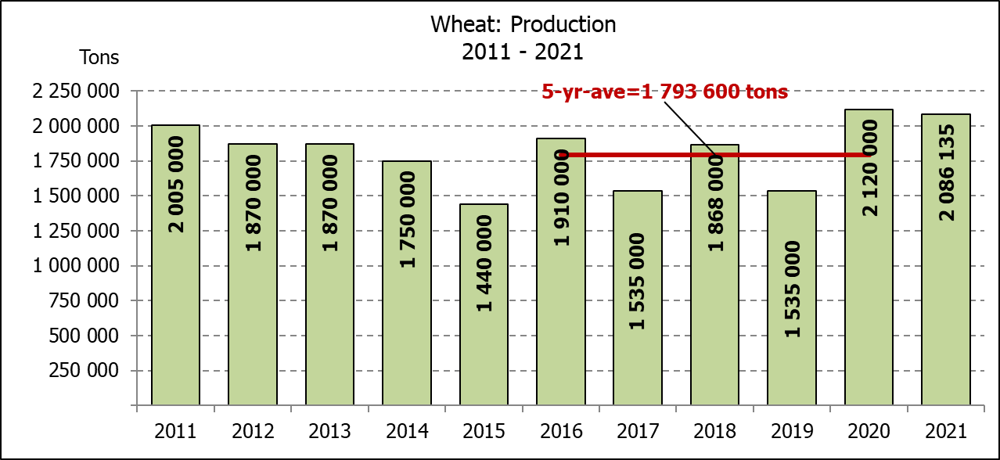 Wheat: Production
2011 - 2021
Tons
2 250 000
2 000 000
1 750 000
1 500 000
1 250 000
1 000 000
750 000
500 000
250 000
5-yr-ave=1 793 600 tons
2 005 000
1 870 000
1 870 000
1 750 000
1 440 000
1 910 000
1 535 000
1 868 000
1 535 000
2 120 000
2 086 135
2011 2012 2013 2014 2015 2016 2017 2018 2019 2020 2021